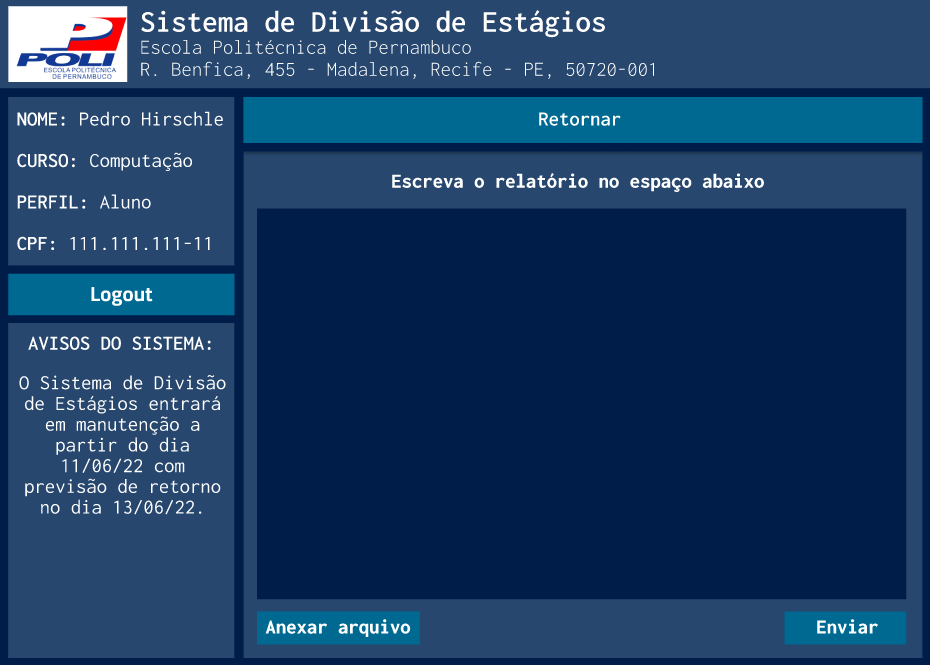 POLI
ESCOLA POLITÉCNICA
DE PERNAMBUCO
Sistema de Divisão de Estágios
Escola Politécnica de Pernambuco
R. Benfica, 455 - Madalena, Recife - PE, 50720-001
NOME: Pedro Hirschle
CURSO: Computação
PERFIL: Aluno
CPF: 111.111.111-11
Logout
AVISOS DO SISTEMA:
O Sistema de Divisão
de Estágios entrará
em manutenção a
partir do dia
11/06/22 com
previsão de retorno
no dia 13/06/22.
Retornar
Escreva o relatório no espaço abaixo
Anexar arquivo
Enviar